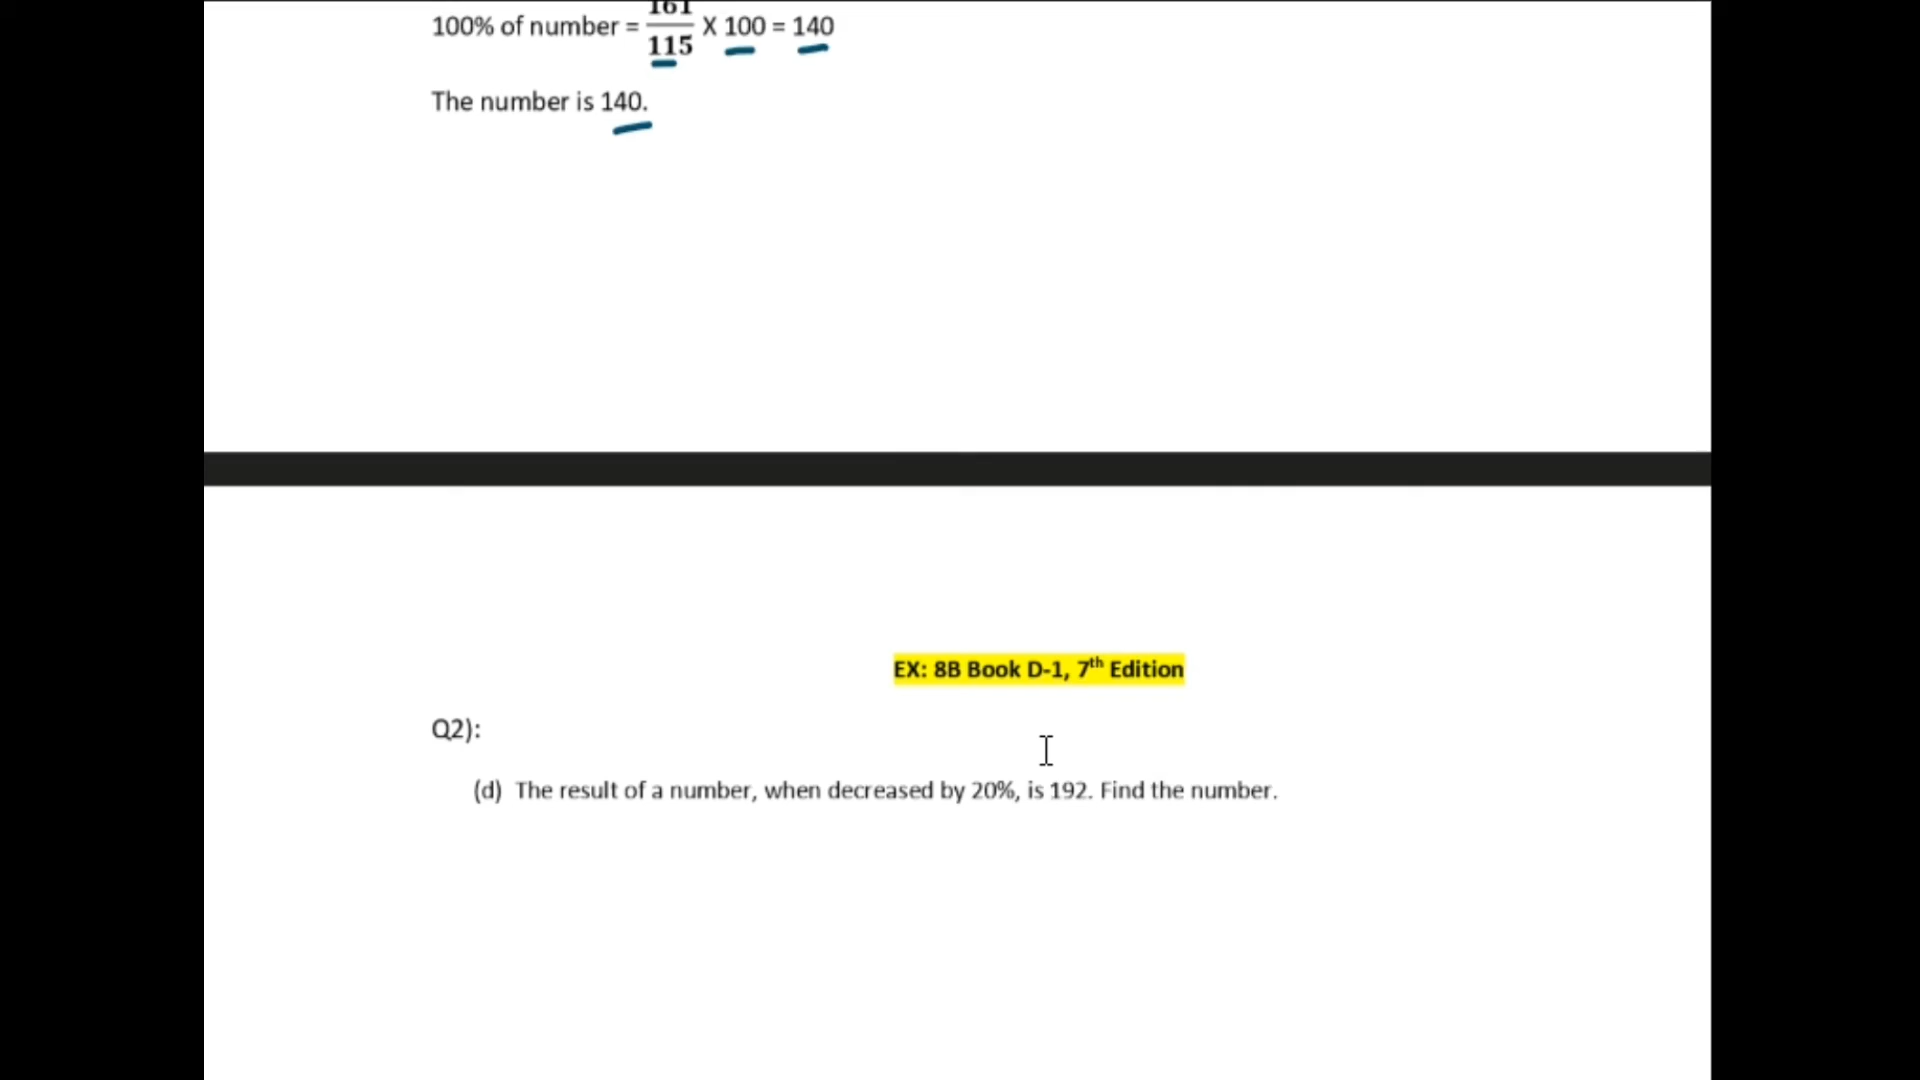 100% of number = 161/115 X 100 = 140
The number is 140.
EX: 8B Book D-1, 7th Edition
Q2):
(d) The result of a number, when decreased by 20%, is 192. Find the number.